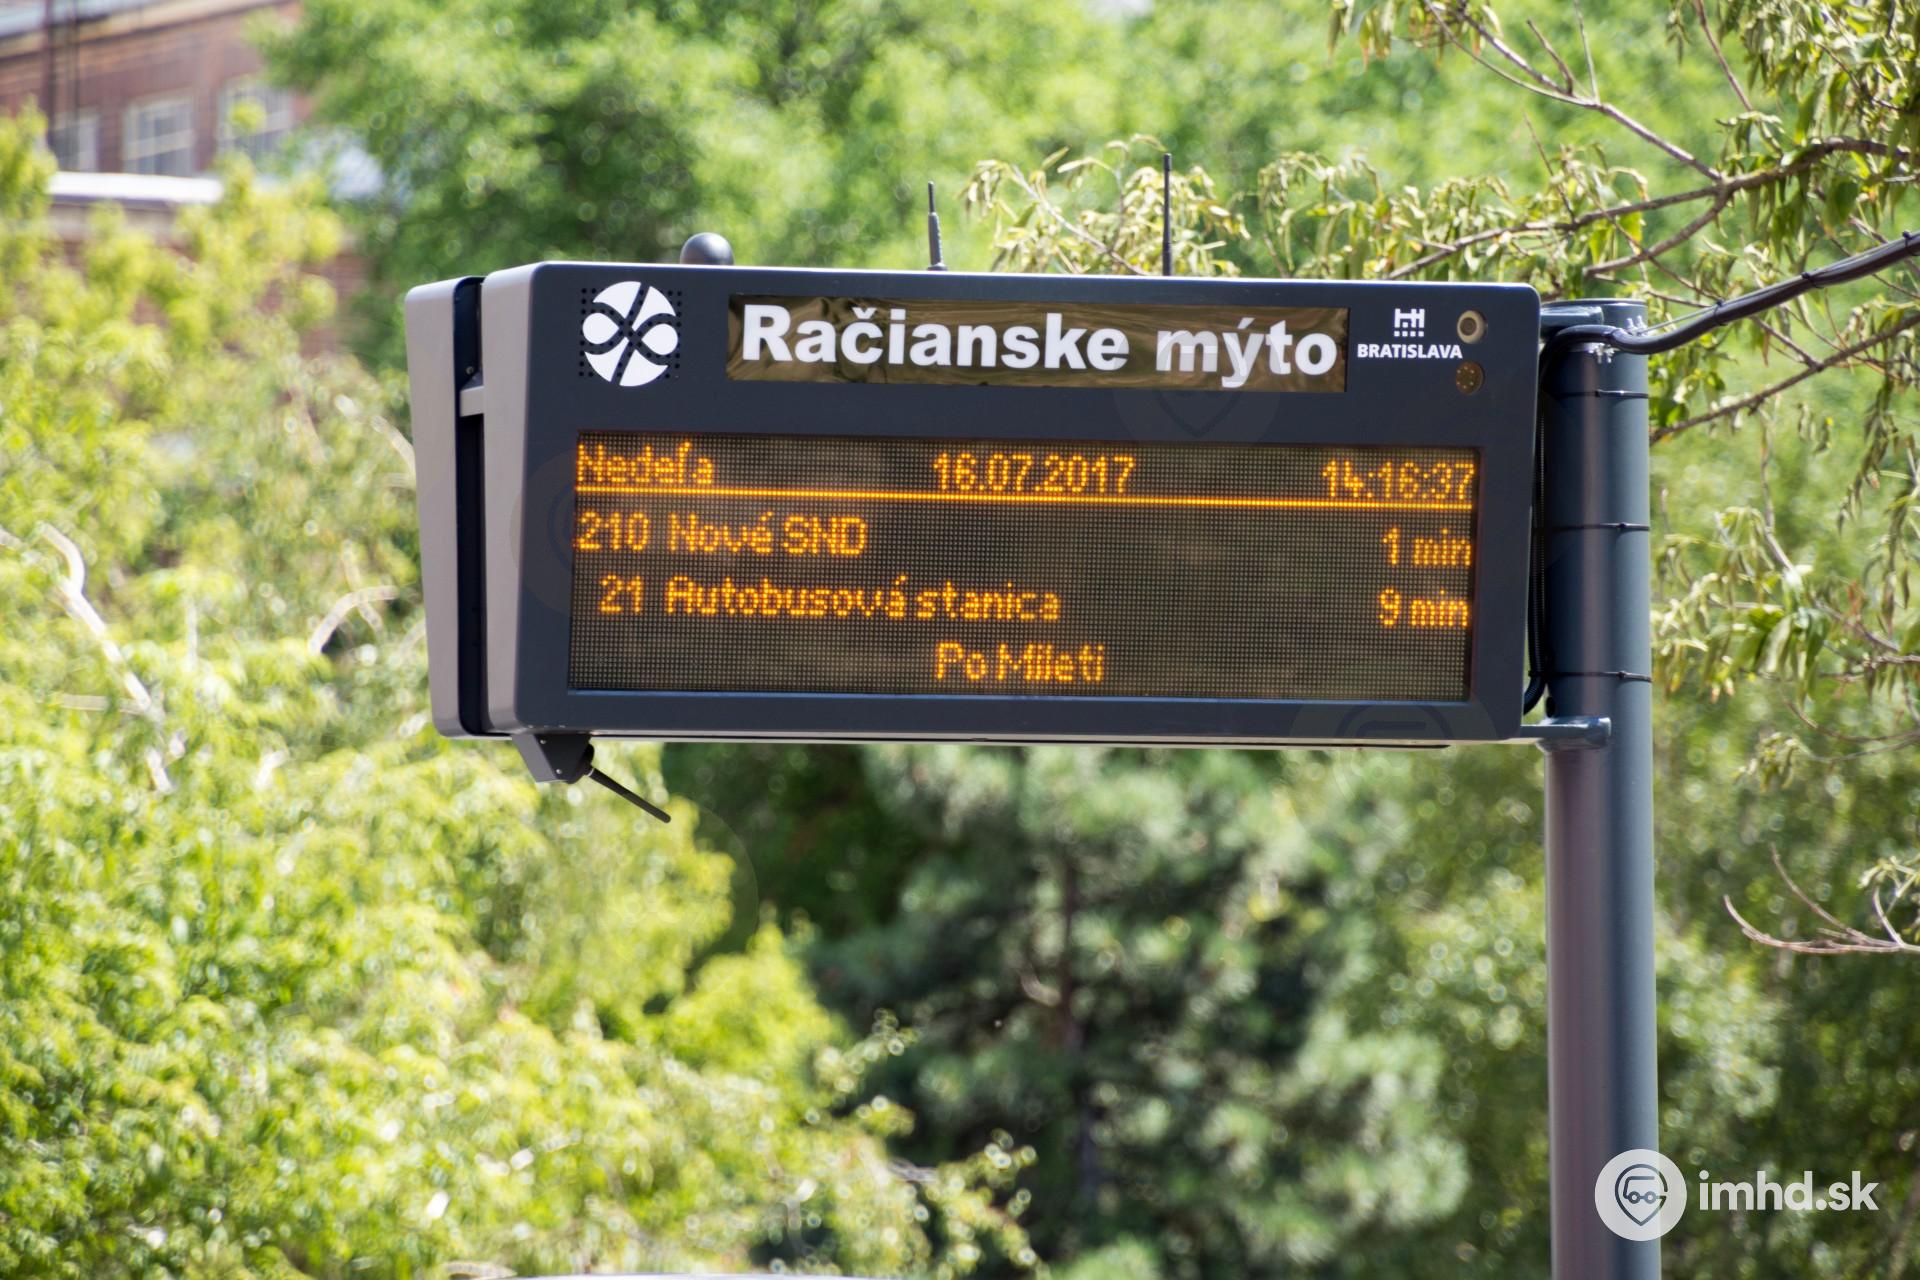 Račianske mýto
BRATISLAVA
Nedeľa 16.07.2017 14:16:37
210 Nové SND 1 min
21 Autobusová stanica 9 min
Po Mileti
imhd.sk